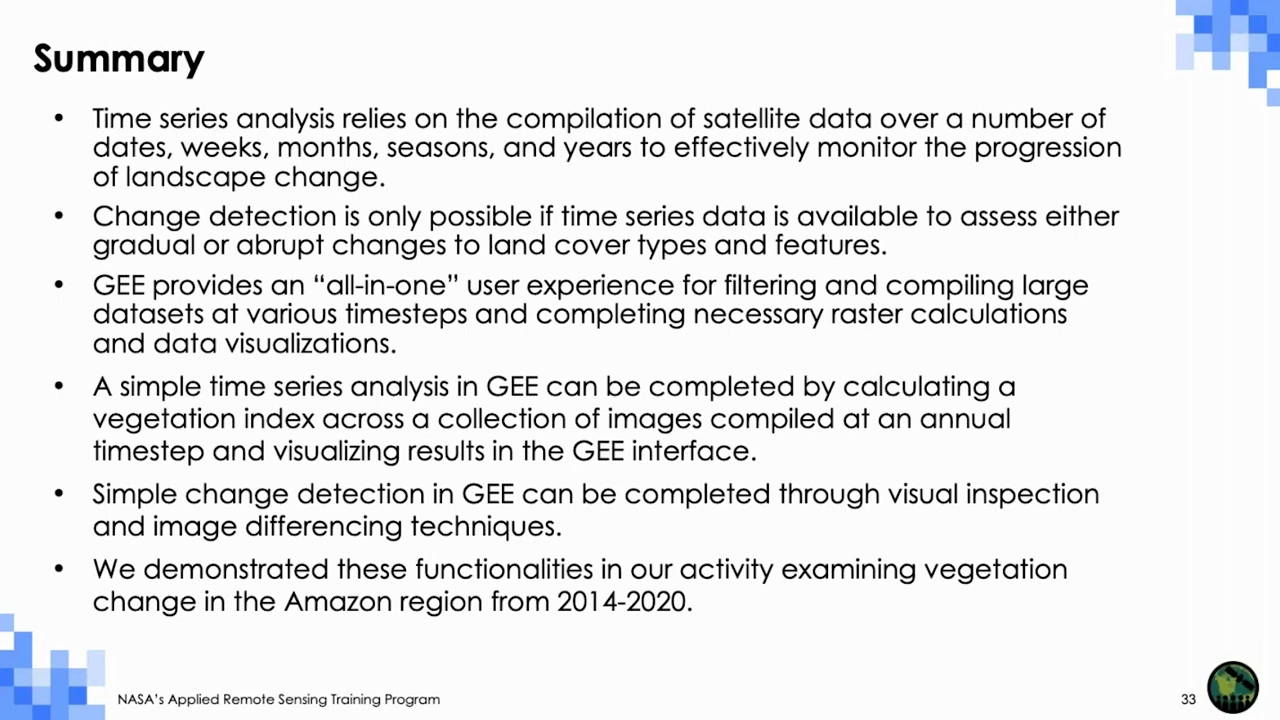 Summary
• Time series analysis relies on the compilation of satellite data over a number of
dates, weeks, months, seasons, and years to effectively monitor the progression
of landscape change.
• Change detection is only possible if time series data is available to assess either
gradual or abrupt changes to land cover types and features.
• GEE provides an “all-in-one” user experience for filtering and compiling large
datasets at various timesteps and completing necessary raster calculations
and data visualizations.
• A simple time series analysis in GEE can be completed by calculating a
vegetation index across a collection of images compiled at an annual
timestep and visualizing results in the GEE interface.
• Simple change detection in GEE can be completed through visual inspection
and image differencing techniques.
• We demonstrated these functionalities in our activity examining vegetation
change in the Amazon region from 2014-2020.
NASA’s Applied Remote Sensing Training Program
33